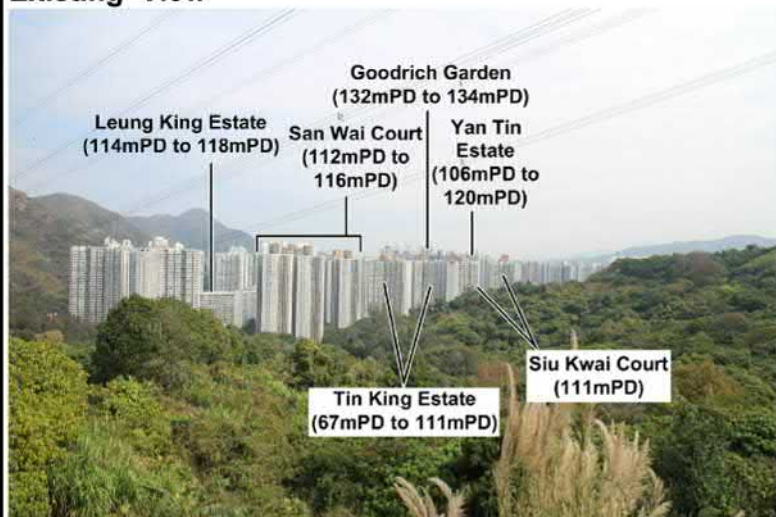 Existing View
Goodrich Garden
(132mPD to 134mPD)
Leung King Estate
(114mPD to 118mPD)
San Wai Court
(112mPD to
116mPD)
Yan Tin
Estate
(106mPD to
120mPD)
Siu Kwai Court
(111mPD)
Tin King Estate
(67mPD to 111mPD)